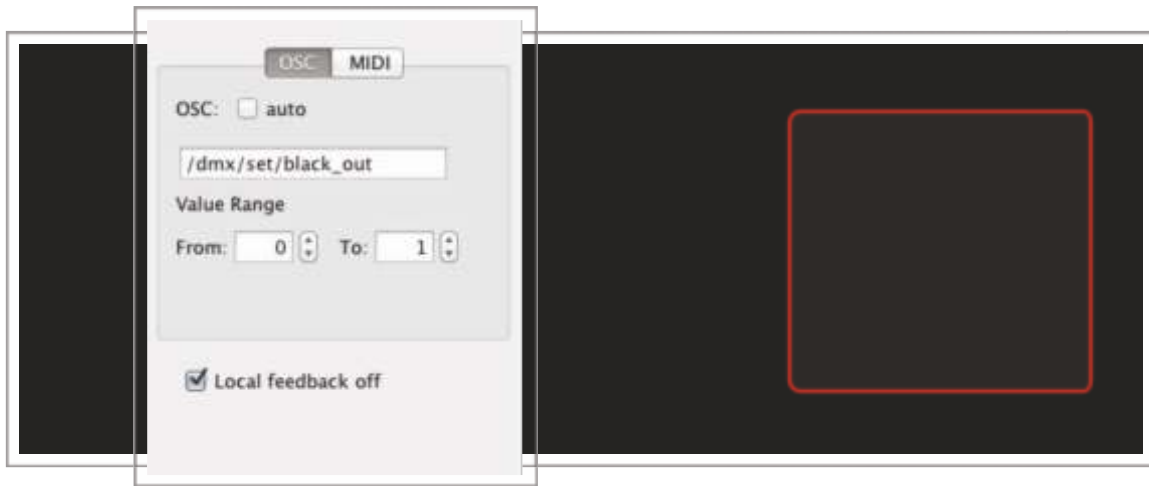 OSC MIDI
OSC: auto
/dmx/set/black_out
Value Range
From: 0 To: 1
Local feedback off